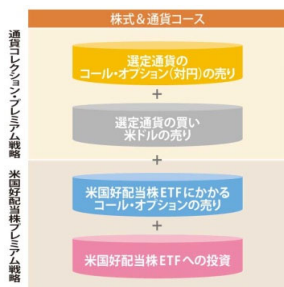 株式&通貨コース
通貨コレクション・プレミアム戦略
選定通貨の
コール・オプション(対円)の売り
+
選定通貨の買い
米ドルの売り
+
米国好配当株プレミアム戦略
米国好配当株ETFにかかる
コール・オプションの売り
+
米国好配当株ETFへの投資